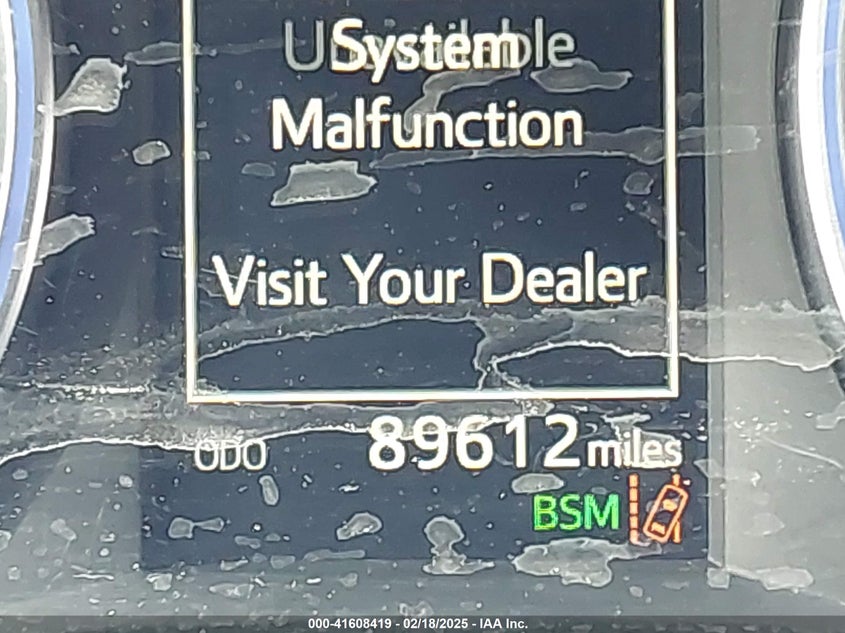 System
Malfunction
Visit Your Dealer
ODO 89612 miles
BSM
000-41608419 - 02/18/2025 - IAA Inc.